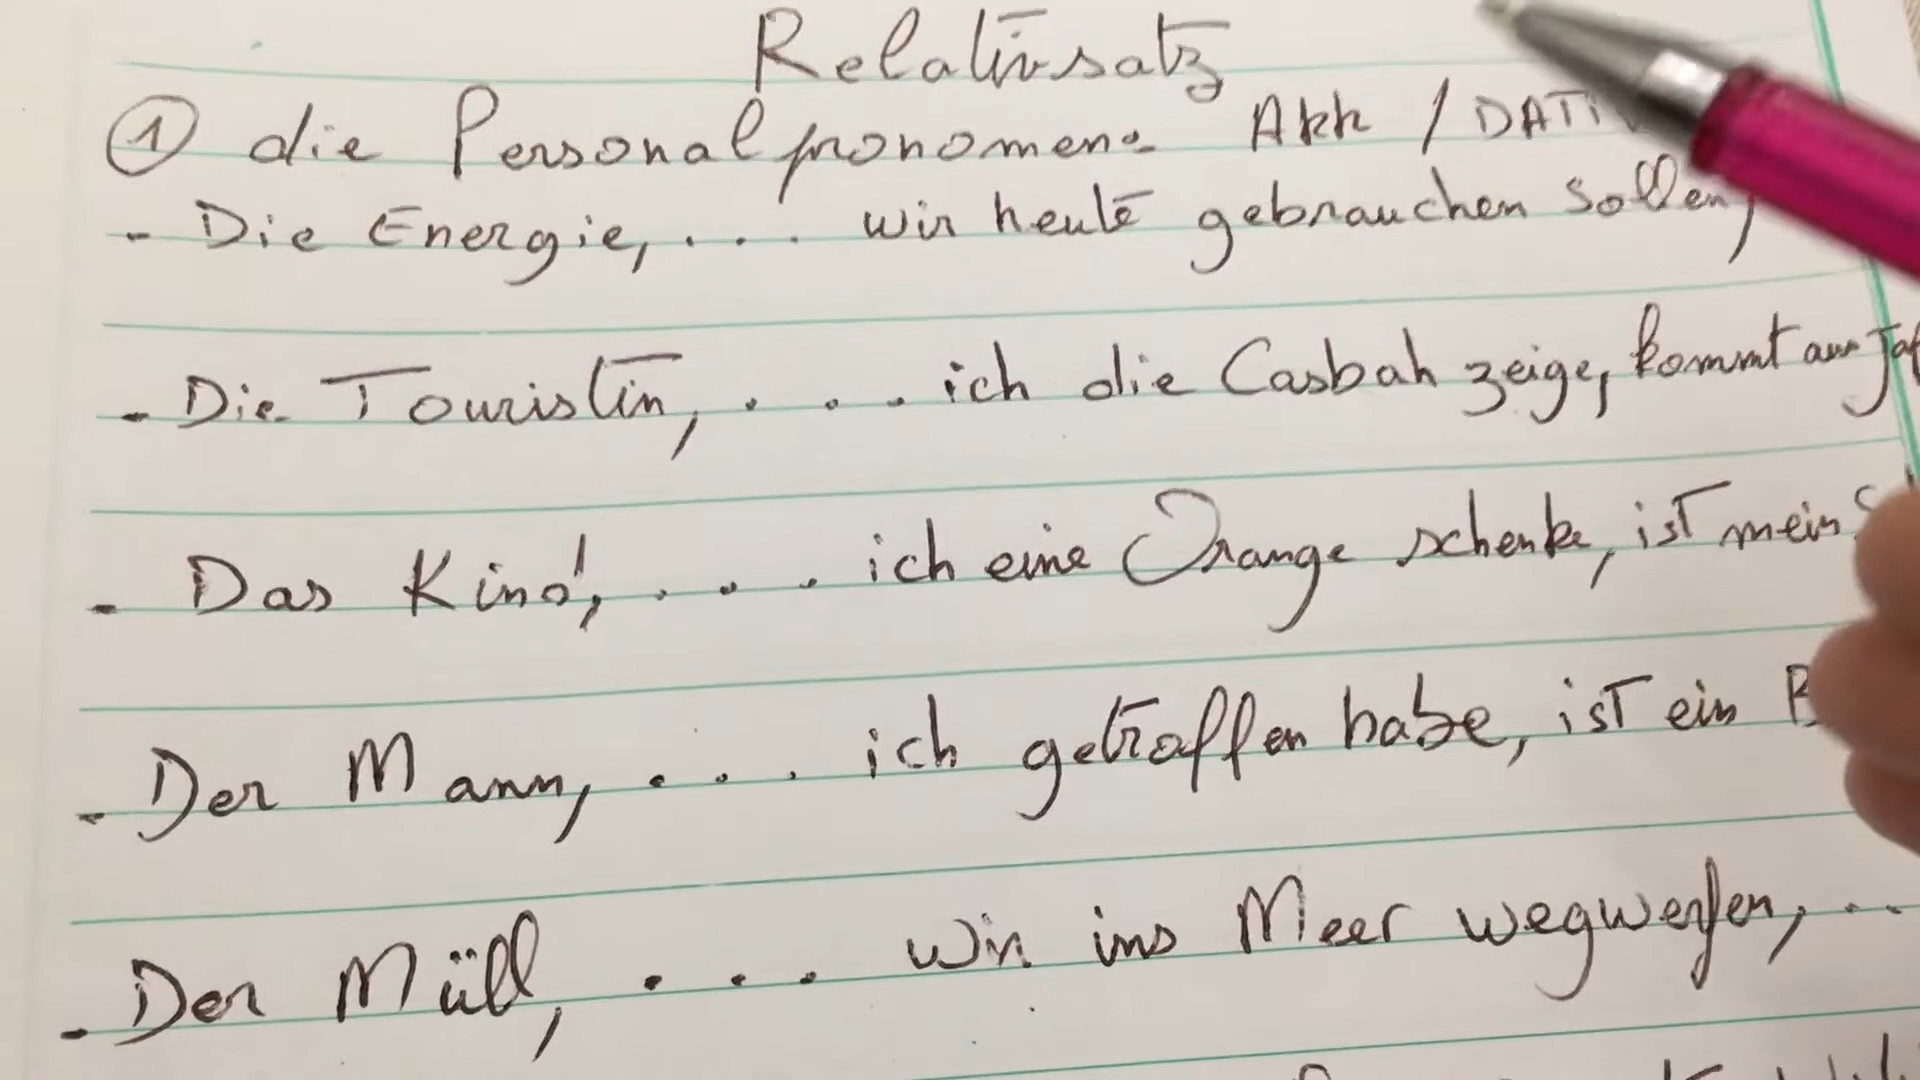 Relativsatz
① die Personalpronomen: Akk / DATIV
- Die Energie, . . . wir heute gebrauchen sollen,
- Die Touristin, . . . ich die Casbah zeige, kommt aus
- Das Kind, . . . ich eine Orange schenke, ist mein
- Der Mann, . . . ich getroffen habe, ist ein
- Der Müll, . . . wir ins Meer wegwerfen, . .